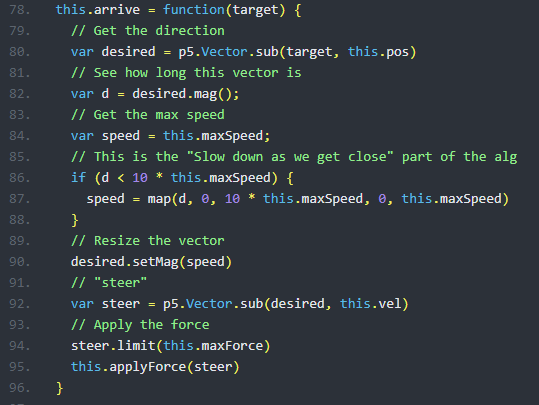 78. this.arrive = function(target) {
79. // Get the direction
80. var desired = p5.Vector.sub(target, this.pos)
81. // See how long this vector is
82. var d = desired.mag();
83. // Get the max speed
84. var speed = this.maxSpeed;
85. // This is the "Slow down as we get close" part of the alg
86. if (d < 10 * this.maxSpeed) {
87. speed = map(d, 0, 10 * this.maxSpeed, 0, this.maxSpeed)
88. }
89. // Resize the vector
90. desired.setMag(speed)
91. // "steer"
92. var steer = p5.Vector.sub(desired, this.vel)
93. // Apply the force
94. steer.limit(this.maxForce)
95. this.applyForce(steer)
96. }